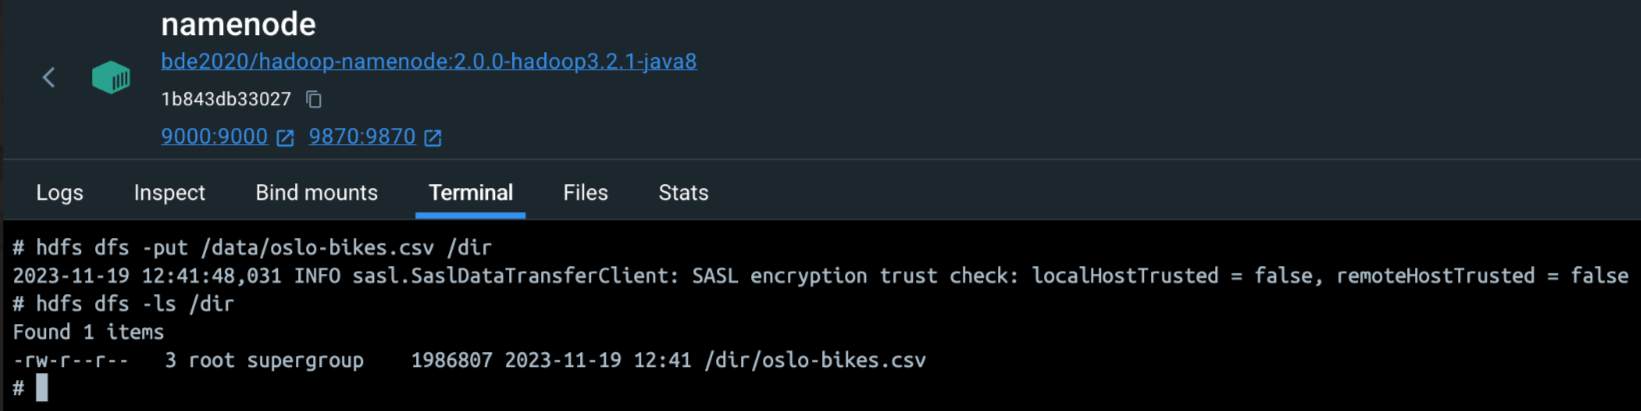 namenode
bde2020/hadoop-namenode:2.0.0-hadoop3.2.1-java8
1b843db33027
9000:9000 9870:9870
Logs Inspect Bind mounts Terminal Files Stats
# hdfs dfs -put /data/oslo-bikes.csv /dir
2023-11-19 12:41:48,031 INFO sasl.SaslDataTransferClient: SASL encryption trust check: localHostTrusted = false, remoteHostTrusted = false
# hdfs dfs -ls /dir
Found 1 items
-rw-r--r--   3 root supergroup    1986807 2023-11-19 12:41 /dir/oslo-bikes.csv
#